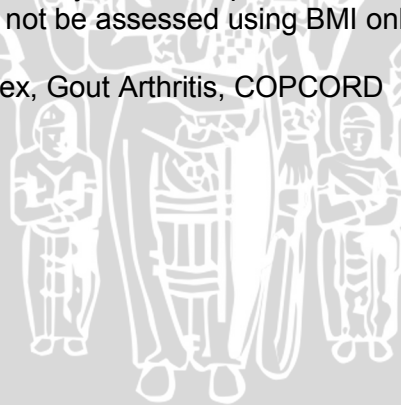 not be assessed using BMI onl
ex, Gout Arthritis, COPCORD